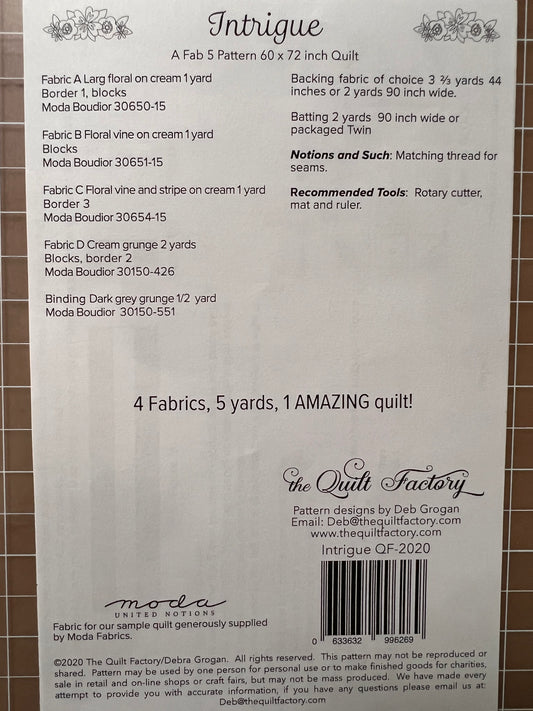 Intrigue
A Fab 5 Pattern 60 x 72 inch Quilt
Fabric A Larg floral on cream 1 yard
Border 1, blocks
Moda Boudior 30650-15
Fabric B Floral vine on cream 1 yard
Blocks
Moda Boudior 30651-15
Fabric C Floral vine and stripe on cream 1 yard
Border 3
Moda Boudior 30654-15
Fabric D Cream grunge 2 yards
Blocks, border 2
Moda Boudior 30150-426
Binding Dark grey grunge 1/2 yard
Moda Boudior 30150-551
Backing fabric of choice 3 ⅔ yards 44
inches or 2 yards 90 inch wide.
Batting 2 yards 90 inch wide or
packaged Twin
Notions and Such: Matching thread for
seams.
Recommended Tools: Rotary cutter,
mat and ruler.
4 Fabrics, 5 yards, 1 AMAZING quilt!
the Quilt Factory
Pattern designs by Deb Grogan
Email: Deb@thequiltfactory.com
www.thequiltfactory.com
Intrigue QF-2020
0 633632 996269
moda
UNITED NOTIONS
Fabric for our sample quilt generously supplied
by Moda Fabrics.
©2020 The Quilt Factory/Debra Grogan. All rights reserved. This pattern may not be reproduced or
shared. Pattern may be used by one person for personal use or to make finished goods for charities,
sale in retail and on-line shops or craft fairs, but may not be mass produced. We have made every
attempt to provide you with accurate information, if you have any questions please email us at:
Deb@thequiltfactory.com